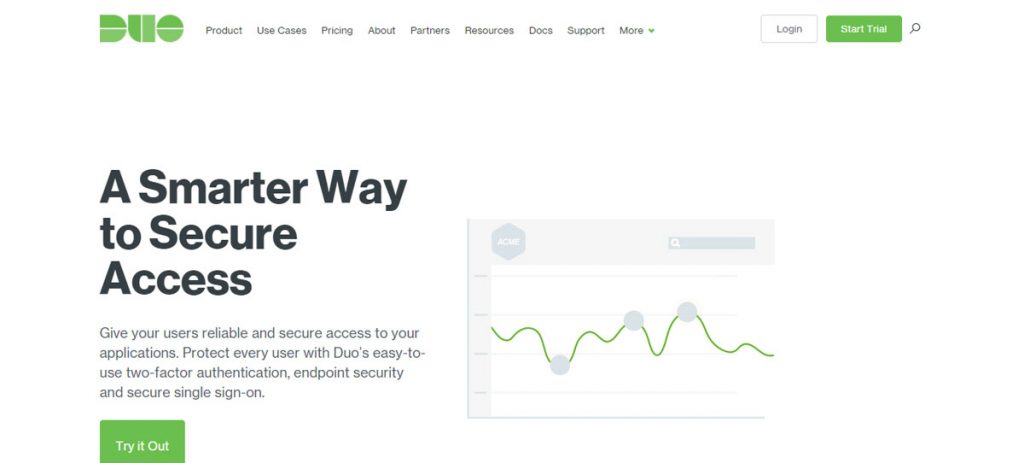 DUO Product Use Cases Pricing About Partners Resources Docs Support More Login Start Trial
A Smarter Way
to Secure
Access
ACME
Give your users reliable and secure access to your
applications. Protect every user with Duo's easy-to-
use two-factor authentication, endpoint security
and secure single sign-on.
Try it Out